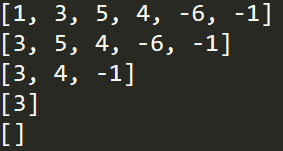 [1, 3, 5, 4, -6, -1]
[3, 5, 4, -6, -1]
[3, 4, -1]
[3]
[]